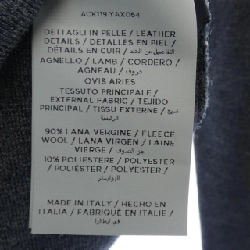 DETTAGLI IN PELLE / LEATHER
DETAILS / DETALLES EN PIEL /
DÉTAILS EN CUIR /
AGNELLO / LAMB / CORDERO /
AGNEAU /
OVIS ARIES
TESSUTO PRINCIPALE /
EXTERNAL FABRIC / TEJIDO
PRINCIPAL / TISSU EXTERNE /
90% LANA VERGINE / FLEECE
WOOL / LANA VIRGEN / LAINE
VIERGE /
10% POLIESTERE / POLYESTER
/ POLIÉSTER / POLYESTER /
MADE IN ITALY / HECHO EN
ITALIA / FABRIQUÉ EN ITALIE /